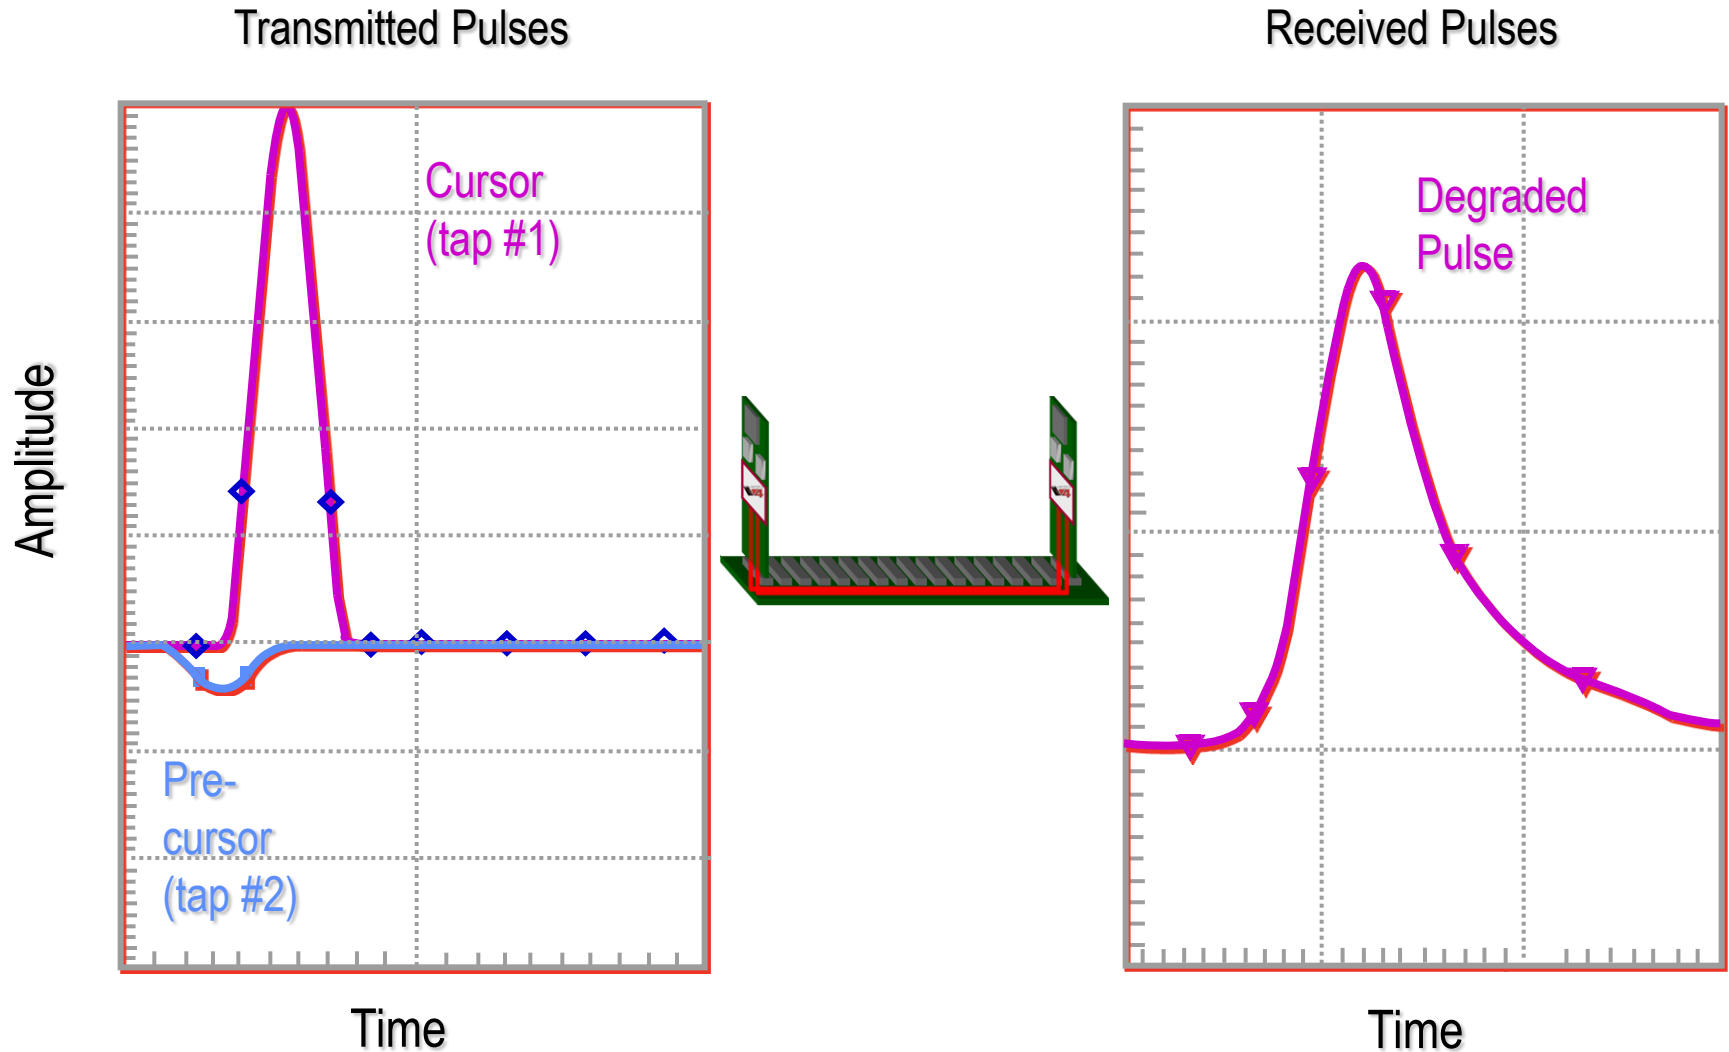 Transmitted Pulses
Received Pulses
Cursor
(tap #1)
Degraded
Pulse
Amplitude
Pre-
cursor
(tap #2)
Time
Time